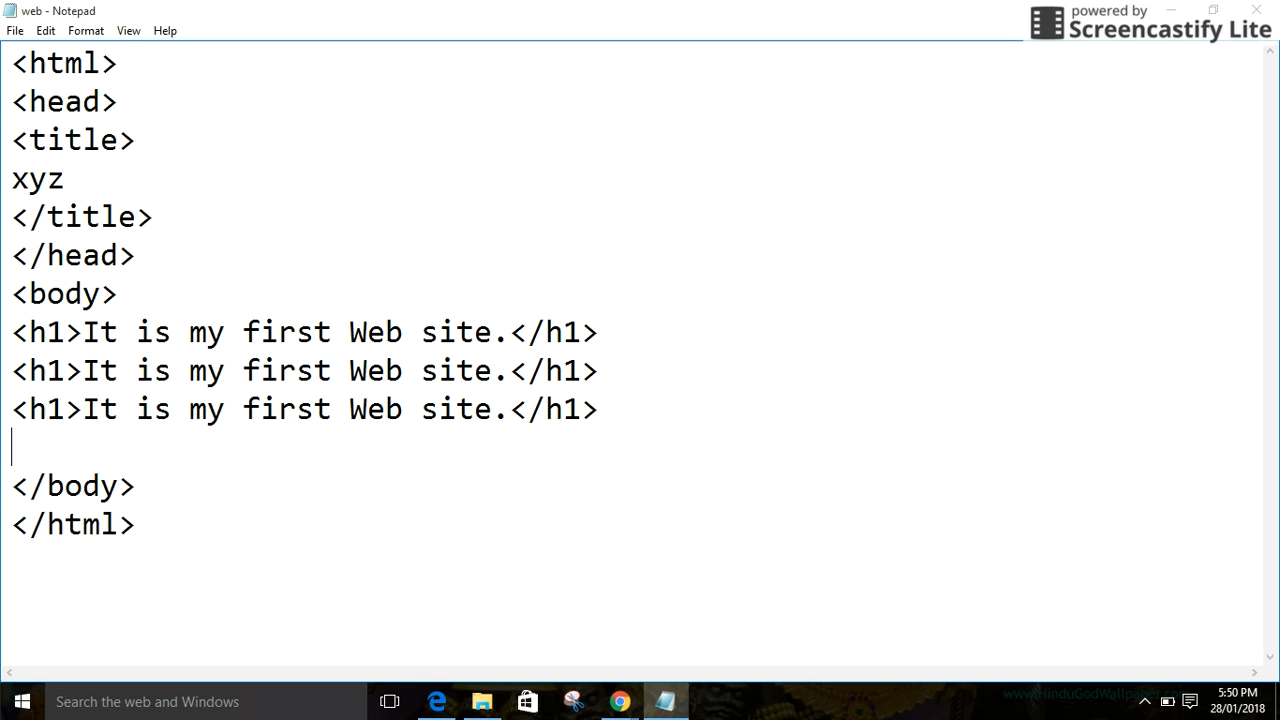 web - Notepad
powered by
Screencastify Lite
File Edit Format View Help
<html>
<head>
<title>
xyz
</title>
</head>
<body>
<h1>It is my first Web site.</h1>
<h1>It is my first Web site.</h1>
<h1>It is my first Web site.</h1>
</body>
</html>
Search the web and Windows
www.HinduGodWallpaper.
5:50 PM
28/01/2018